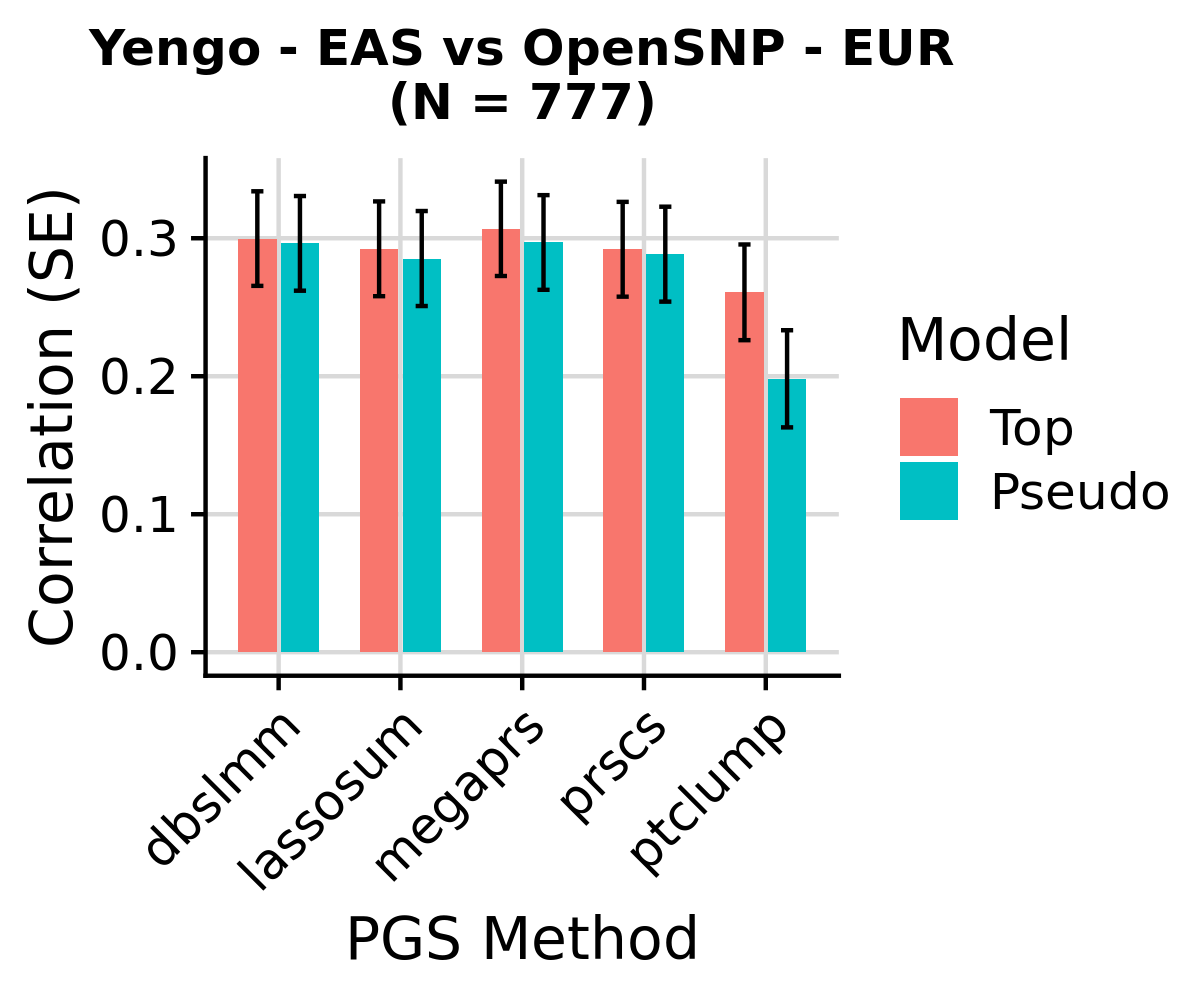 Yengo - EAS vs OpenSNP - EUR
(N = 777)
Correlation (SE)
0.3
0.2
0.1
0.0
dbslmm
lassosum
megaprs
prscs
ptclump
PGS Method
Model
Top
Pseudo